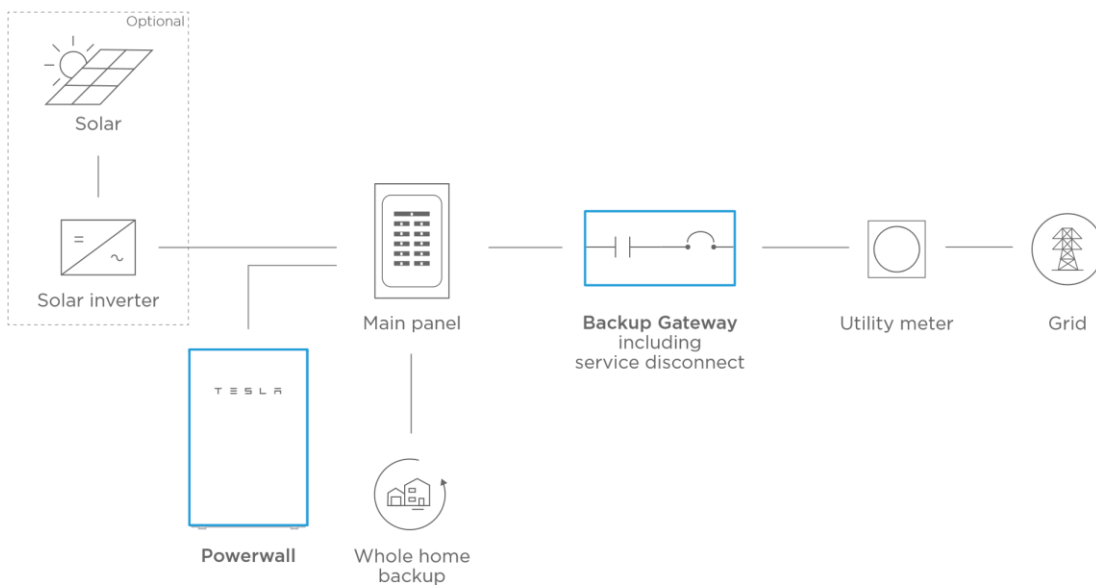 Optional
Solar
Solar inverter
Main panel
Backup Gateway
including
service disconnect
Utility meter
Grid
TESLA
Powerwall
Whole home
backup